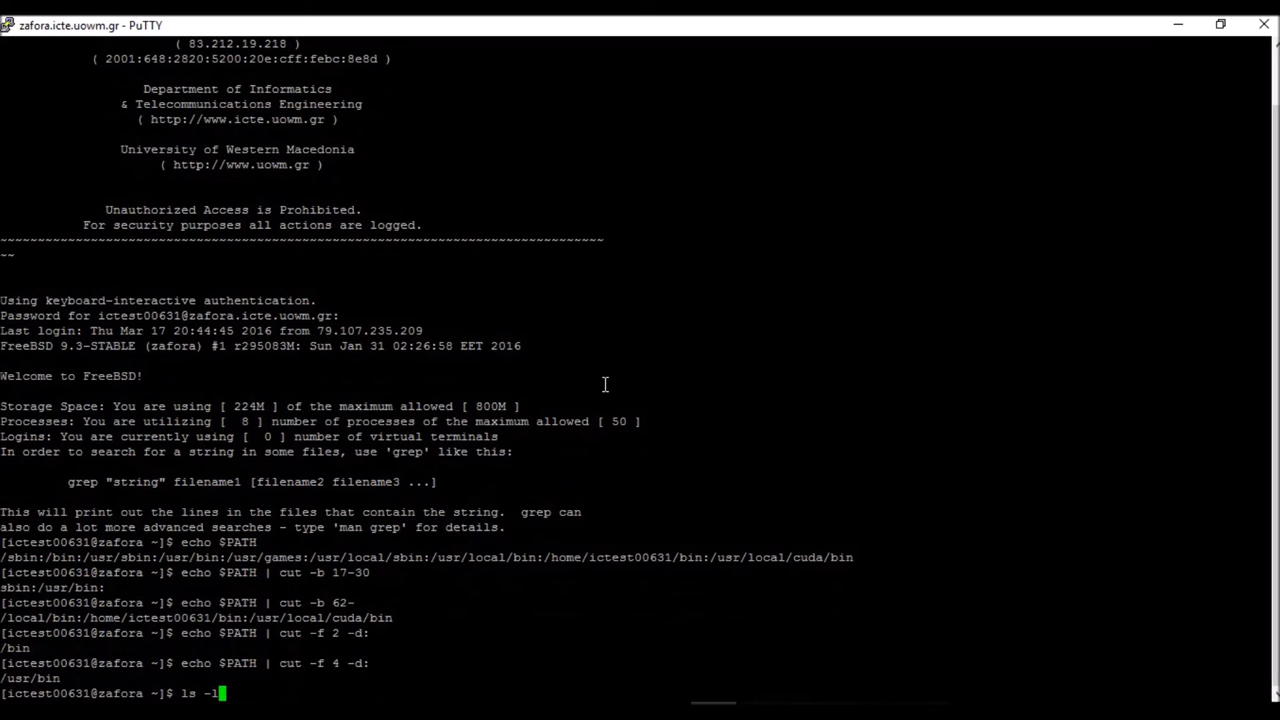 zafora.icte.uowm.gr - PuTTY
( 83.212.19.218 )
( 2001:648:2820:5200:20e:cff:febc:8e8d )
Department of Informatics
& Telecommunications Engineering
( http://www.icte.uowm.gr )
University of Western Macedonia
( http://www.uowm.gr )
Unauthorized Access is Prohibited.
For security purposes all actions are logged.
~~~~~~~~~~~~~~~~~~~~~~~~~~~~~~~~~~~~~~~~~~~~~~~~~~~~~~~~~~~~~~~~~~~~~~~~~~~~~~~~
~~
Using keyboard-interactive authentication.
Password for ictest00631@zafora.icte.uowm.gr:
Last login: Thu Mar 17 20:44:45 2016 from 79.107.235.209
FreeBSD 9.3-STABLE (zafora) #1 r295083M: Sun Jan 31 02:26:58 EET 2016
Welcome to FreeBSD!
Storage Space: You are using [ 224M ] of the maximum allowed [ 800M ]
Processes: You are utilizing [  8 ] number of processes of the maximum allowed [ 50 ]
Logins: You are currently using [  0 ] number of virtual terminals
In order to search for a string in some files, use 'grep' like this:
grep "string" filename1 [filename2 filename3 ...]
This will print out the lines in the files that contain the string.  grep can
also do a lot more advanced searches - type 'man grep' for details.
[ictest00631@zafora ~]$ echo $PATH
/sbin:/bin:/usr/sbin:/usr/bin:/usr/games:/usr/local/sbin:/usr/local/bin:/home/ictest00631/bin:/usr/local/cuda/bin
[ictest00631@zafora ~]$ echo $PATH | cut -b 17-30
sbin:/usr/bin:
[ictest00631@zafora ~]$ echo $PATH | cut -b 62-
/local/bin:/home/ictest00631/bin:/usr/local/cuda/bin
[ictest00631@zafora ~]$ echo $PATH | cut -f 2 -d:
/bin
[ictest00631@zafora ~]$ echo $PATH | cut -f 4 -d:
/usr/bin
[ictest00631@zafora ~]$ ls -l